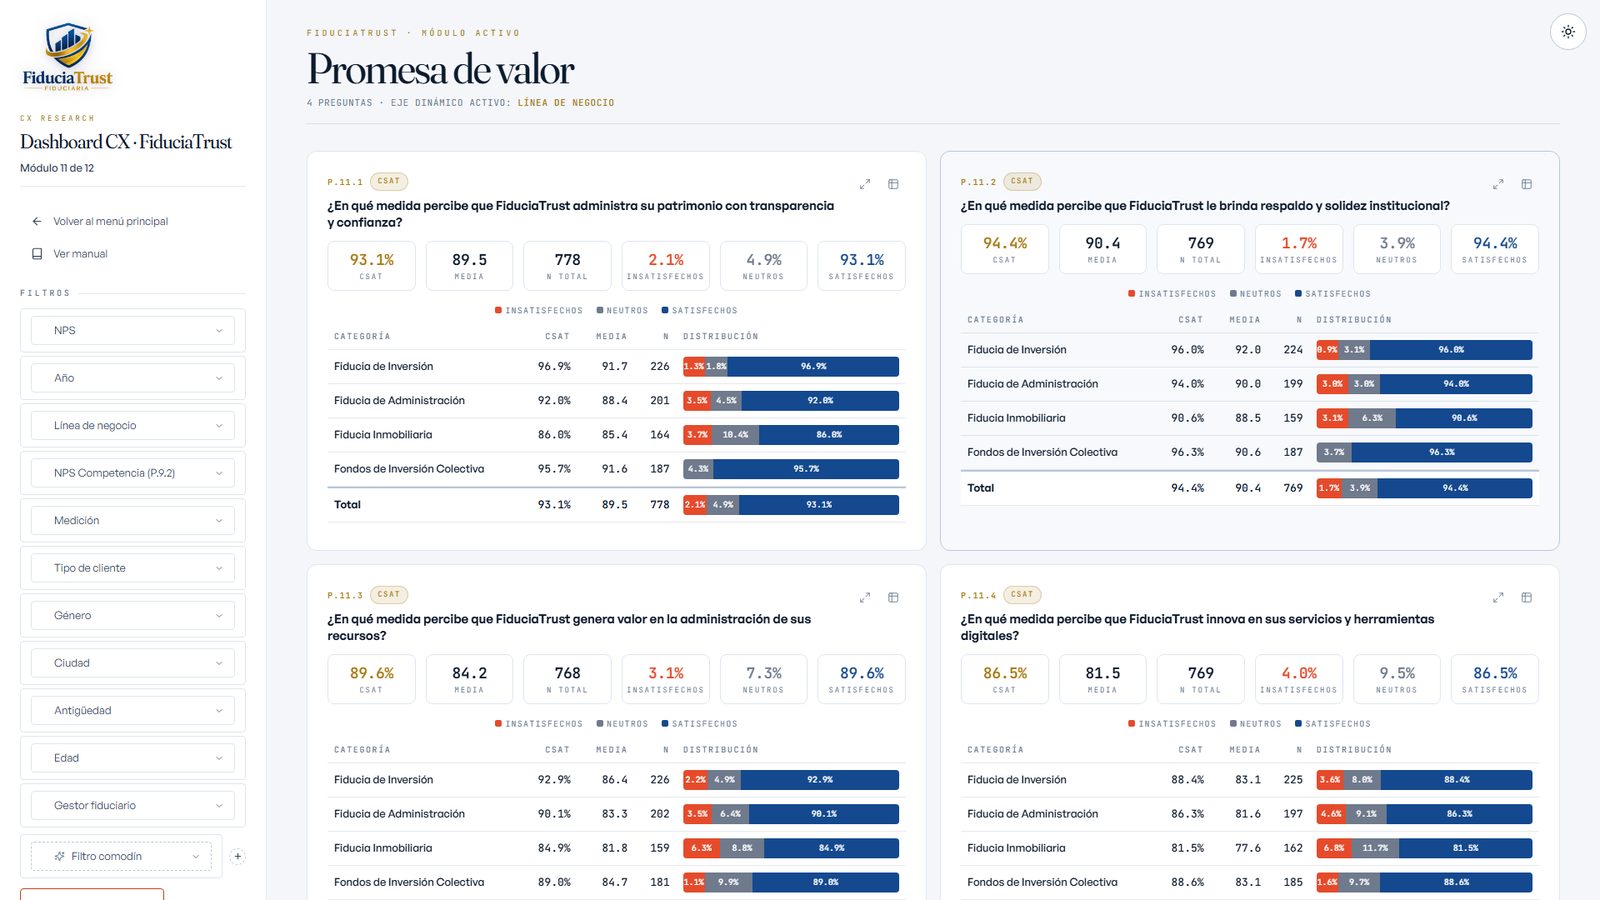 FiduciaTrust
FIDUCIARIA
CX RESEARCH
Dashboard CX · FiduciaTrust
Módulo 11 de 12
Volver al menú principal
Ver manual
FILTROS
NPS
Año
Línea de negocio
NPS Competencia (P.9.2)
Medición
Tipo de cliente
Género
Ciudad
Antigüedad
Edad
Gestor fiduciario
Filtro comodín
+
FIDUCIATRUST · MÓDULO ACTIVO
Promesa de valor
4 PREGUNTAS · EJE DINÁMICO ACTIVO: LÍNEA DE NEGOCIO
P.11.1 CSAT
¿En qué medida percibe que FiduciaTrust administra su patrimonio con transparencia
y confianza?
93.1% 89.5 778 2.1% 4.9% 93.1%
CSAT MEDIA N TOTAL INSATISFECHOS NEUTROS SATISFECHOS
INSATISFECHOS NEUTROS SATISFECHOS
CATEGORÍA CSAT MEDIA N DISTRIBUCIÓN
Fiducia de Inversión 96.9% 91.7 226 1.3% 1.8% 96.9%
Fiducia de Administración 92.0% 88.4 201 3.5% 4.5% 92.0%
Fiducia Inmobiliaria 86.0% 85.4 164 3.7% 10.4% 86.0%
Fondos de Inversión Colectiva 95.7% 91.6 187 4.3% 95.7%
Total 93.1% 89.5 778 2.1% 4.9% 93.1%
P.11.2 CSAT
¿En qué medida percibe que FiduciaTrust le brinda respaldo y solidez institucional?
94.4% 90.4 769 1.7% 3.9% 94.4%
CSAT MEDIA N TOTAL INSATISFECHOS NEUTROS SATISFECHOS
INSATISFECHOS NEUTROS SATISFECHOS
CATEGORÍA CSAT MEDIA N DISTRIBUCIÓN
Fiducia de Inversión 96.0% 92.0 224 0.9% 3.1% 96.0%
Fiducia de Administración 94.0% 90.0 199 3.0% 3.0% 94.0%
Fiducia Inmobiliaria 90.6% 88.5 159 3.1% 6.3% 90.6%
Fondos de Inversión Colectiva 96.3% 90.6 187 3.7% 96.3%
Total 94.4% 90.4 769 1.7% 3.9% 94.4%
P.11.3 CSAT
¿En qué medida percibe que FiduciaTrust genera valor en la administración de sus
recursos?
89.6% 84.2 768 3.1% 7.3% 89.6%
CSAT MEDIA N TOTAL INSATISFECHOS NEUTROS SATISFECHOS
INSATISFECHOS NEUTROS SATISFECHOS
CATEGORÍA CSAT MEDIA N DISTRIBUCIÓN
Fiducia de Inversión 92.9% 86.4 226 2.2% 4.9% 92.9%
Fiducia de Administración 90.1% 83.3 202 3.5% 6.4% 90.1%
Fiducia Inmobiliaria 84.9% 81.8 159 6.3% 8.8% 84.9%
Fondos de Inversión Colectiva 89.0% 84.7 181 1.1% 9.9% 89.0%
P.11.4 CSAT
¿En qué medida percibe que FiduciaTrust innova en sus servicios y herramientas
digitales?
86.5% 81.5 769 4.0% 9.5% 86.5%
CSAT MEDIA N TOTAL INSATISFECHOS NEUTROS SATISFECHOS
INSATISFECHOS NEUTROS SATISFECHOS
CATEGORÍA CSAT MEDIA N DISTRIBUCIÓN
Fiducia de Inversión 88.4% 83.1 225 3.6% 8.0% 88.4%
Fiducia de Administración 86.3% 81.6 197 4.6% 9.1% 86.3%
Fiducia Inmobiliaria 81.5% 77.6 162 6.8% 11.7% 81.5%
Fondos de Inversión Colectiva 88.6% 83.1 185 1.6% 9.7% 88.6%